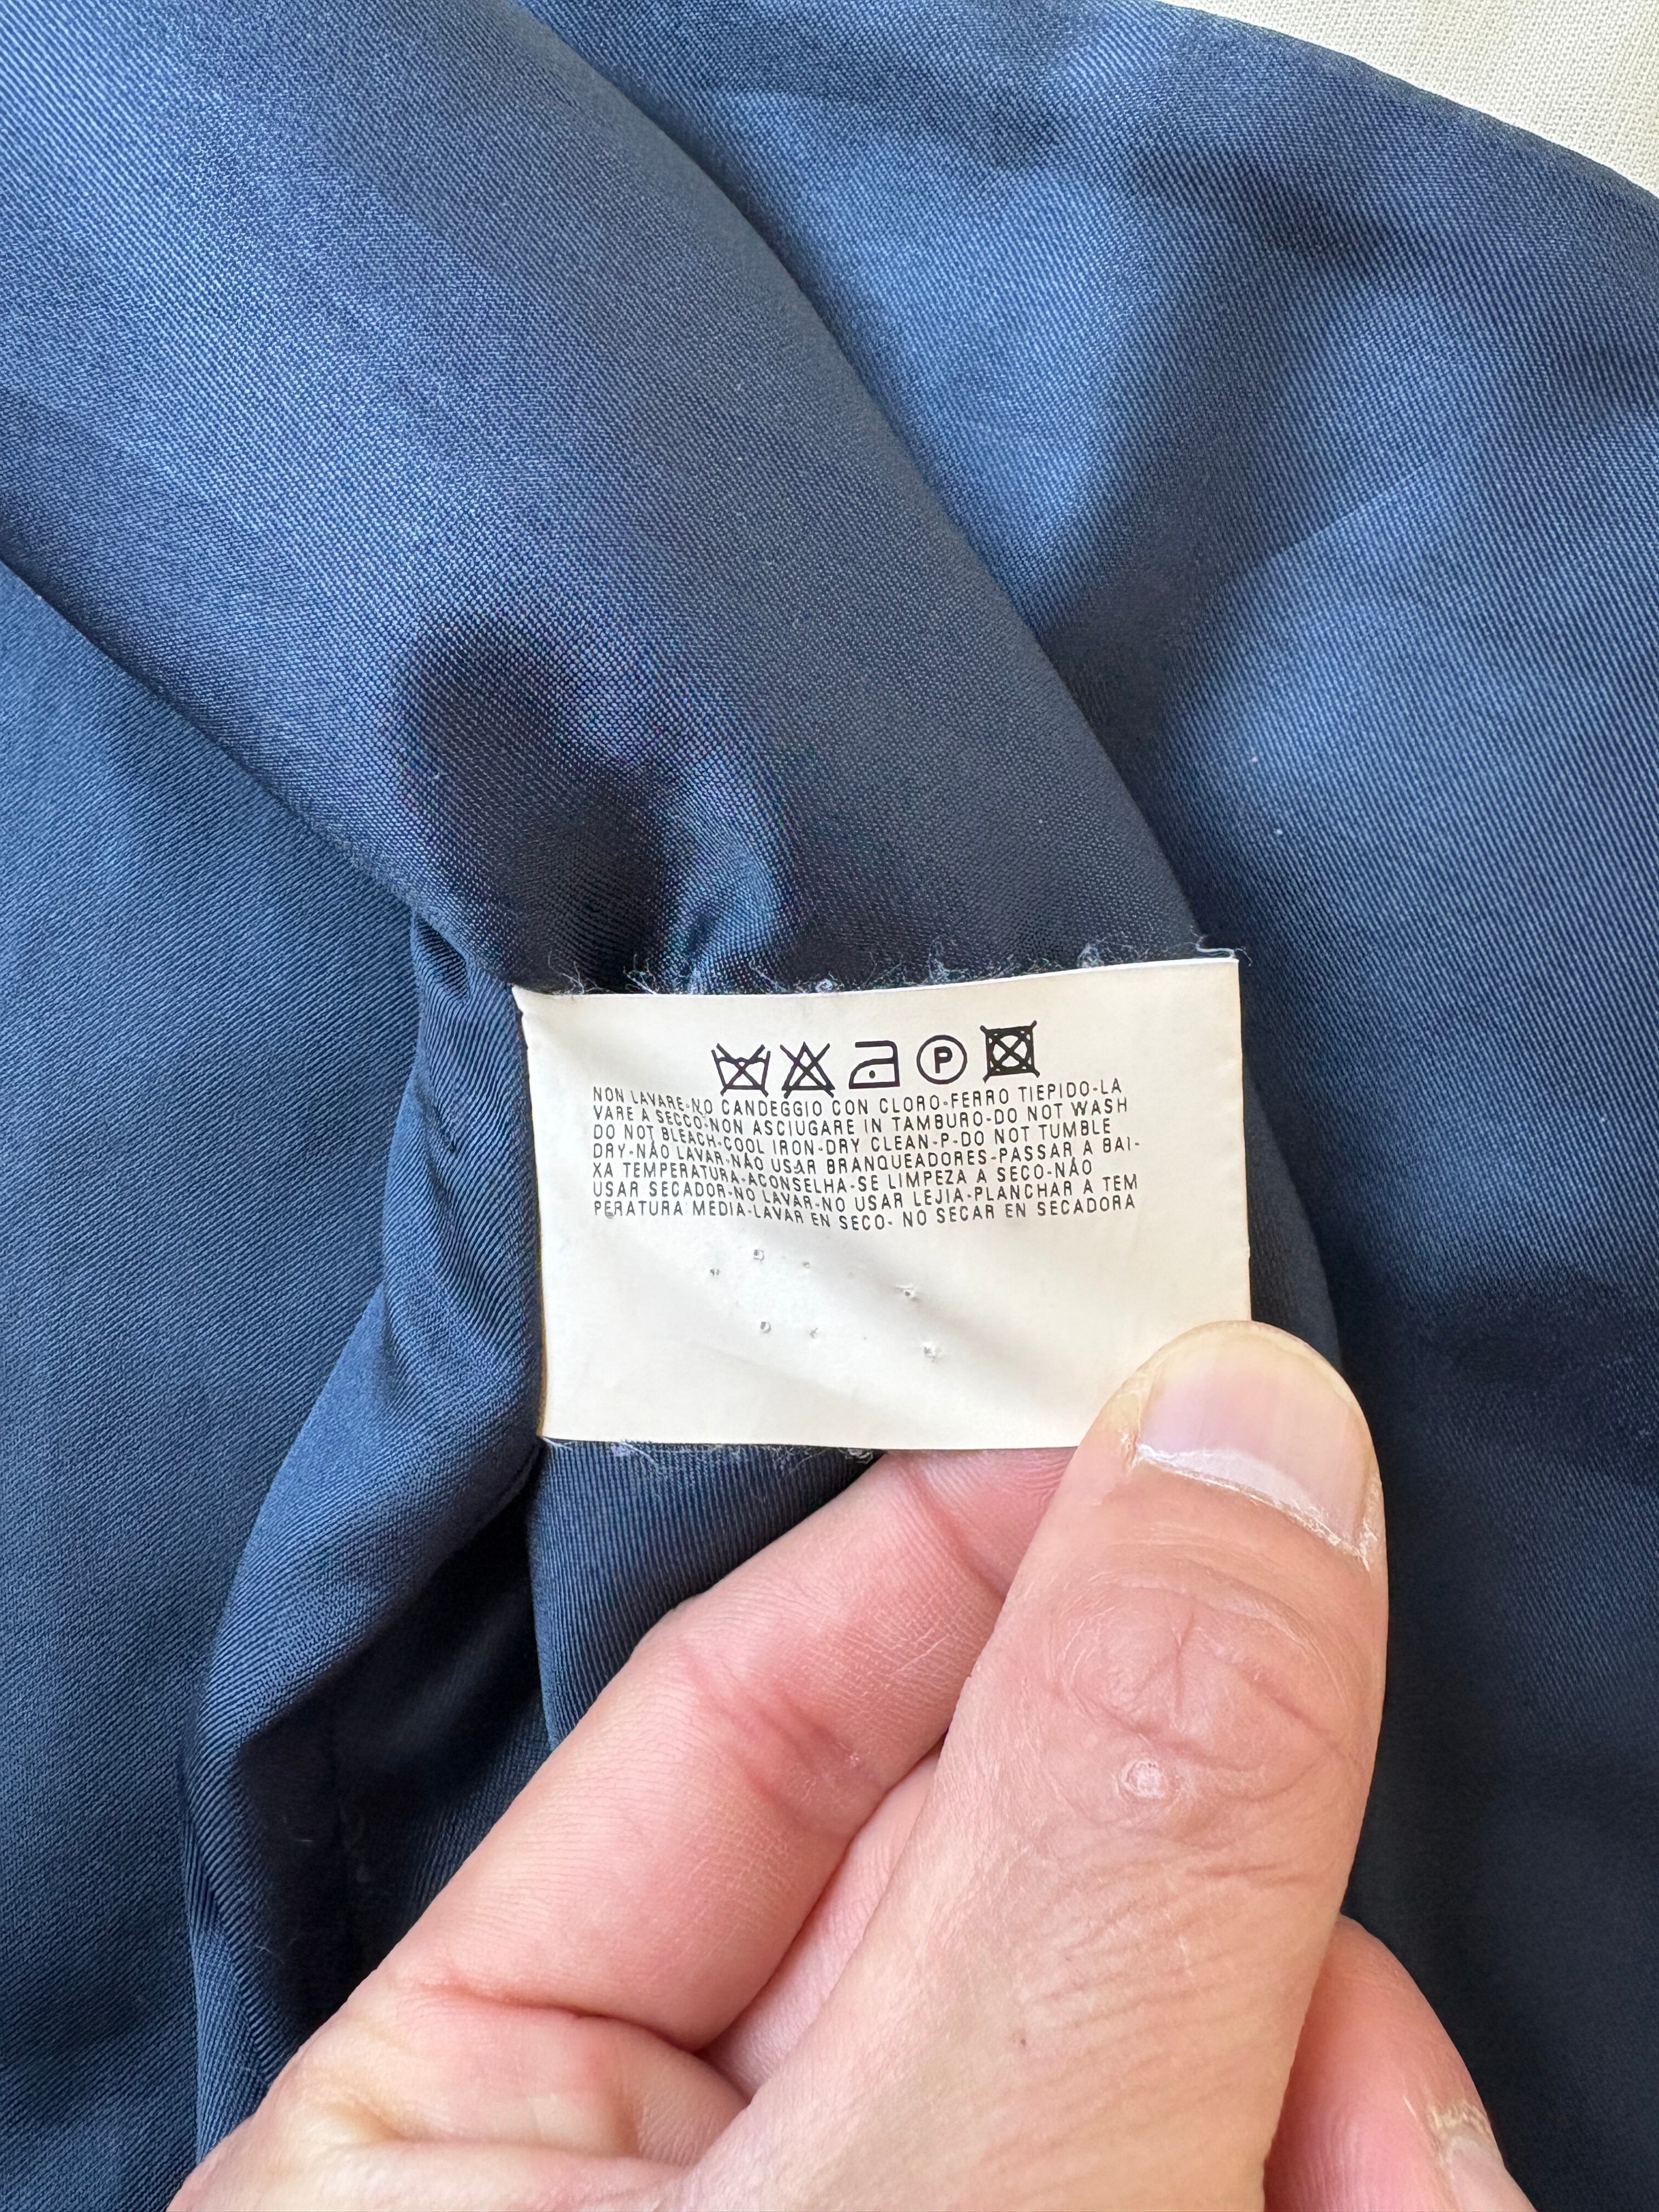 P
NON LAVARE-NO CANDEGGIO CON CLORO-FERRO TIEPIDO-LA
VARE A SECCO-NON ASCIUGARE IN TAMBURO-DO NOT WASH
DO NOT BLEACH-COOL IRON-DRY CLEAN-P-DO NOT TUMBLE
DRY-NÃO LAVAR-NÃO USAR BRANQUEADORES-PASSAR A BAI-
XA TEMPERATURA-ACONSELHA-SE LIMPEZA A SECO-NÃO
USAR SECADOR-NO LAVAR-NO USAR LEJIA-PLANCHAR A TEM
PERATURA MEDIA-LAVAR EN SECO- NO SECAR EN SECADORA